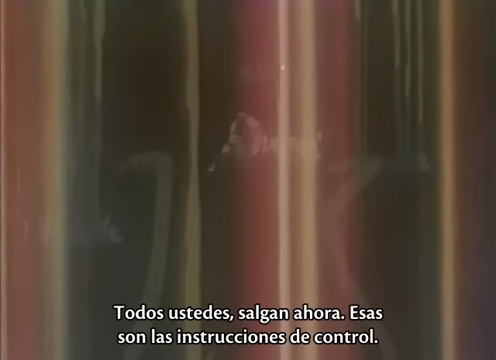 Todos ustedes, salgan ahora. Esas
son las instrucciones de control.